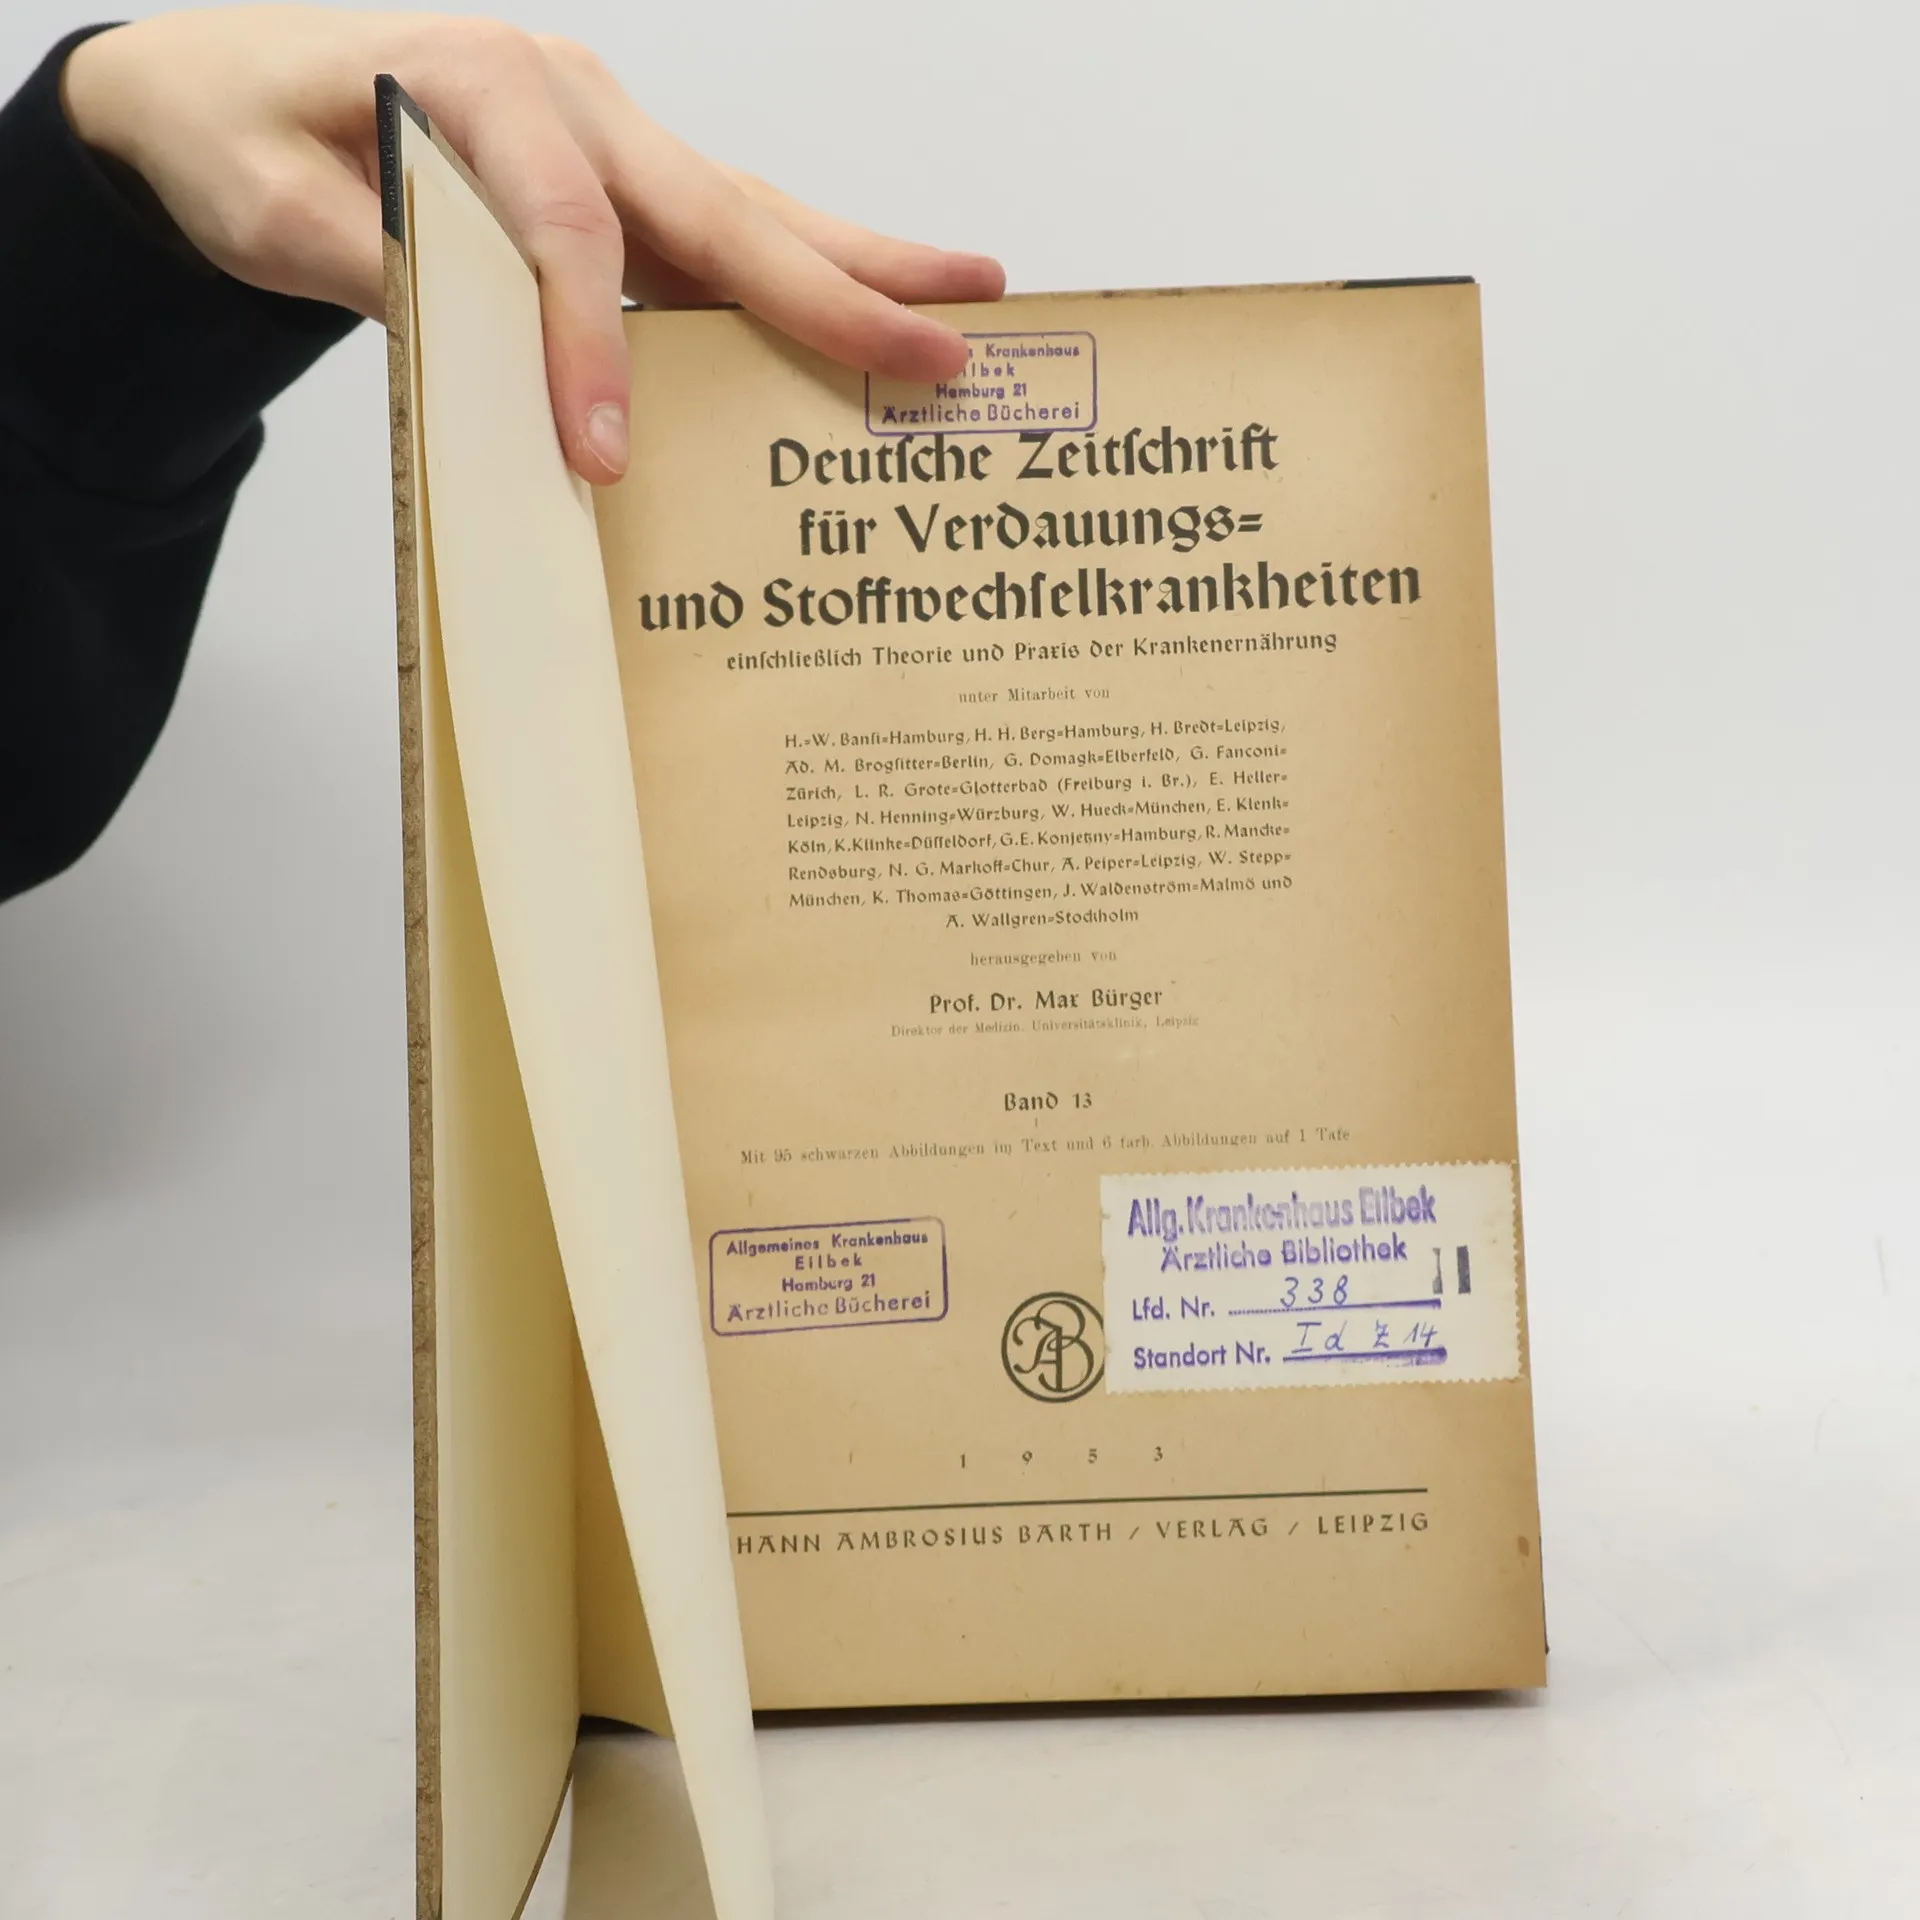 Krankenhaus
Hamburg 21
Ärztliche Bücherei
Deutſche Zeitſchrift
für Verdauungs=
und Stoffwechſelkrankheiten
einſchließlich Theorie und Praxis der Krankenernährung
unter Mitarbeit von
H.=W. Banſi=Hamburg, H. H. Berg=Hamburg, H. Bredt=Leipzig,
Ad. M. Brogſitter=Berlin, G. Domagk=Elberfeld, G. Fanconi=
Zürich, L. R. Grote=Glotterbad (Freiburg i. Br.), E. Heller=
Leipzig, N. Henning=Würzburg, W. Hueck=München, E. Klenk=
Köln, K. Klinke=Düſſeldorf, G. E. Konjetzny=Hamburg, R. Mancke=
Rendsburg, N. G. Markoff=Chur, A. Peiper=Leipzig, W. Stepp=
München, K. Thomas=Göttingen, J. Waldenström=Malmö und
A. Wallgren=Stockholm
herausgegeben von
Prof. Dr. Max Bürger
Direktor der Medizin. Universitätsklinik, Leipzig
Band 13
Mit 95 schwarzen Abbildungen im Text und 6 farb. Abbildungen auf 1 Tafe
Allgemeines Krankenhaus
Eilbek
Hamburg 21
Ärztliche Bücherei
Allg. Krankenhaus Eilbek
Ärztliche Bibliothek
Lfd. Nr. 338
Standort Nr. I d Z 14
JAB
1 9 5 3
HANN AMBROSIUS BARTH / VERLAG / LEIPZIG